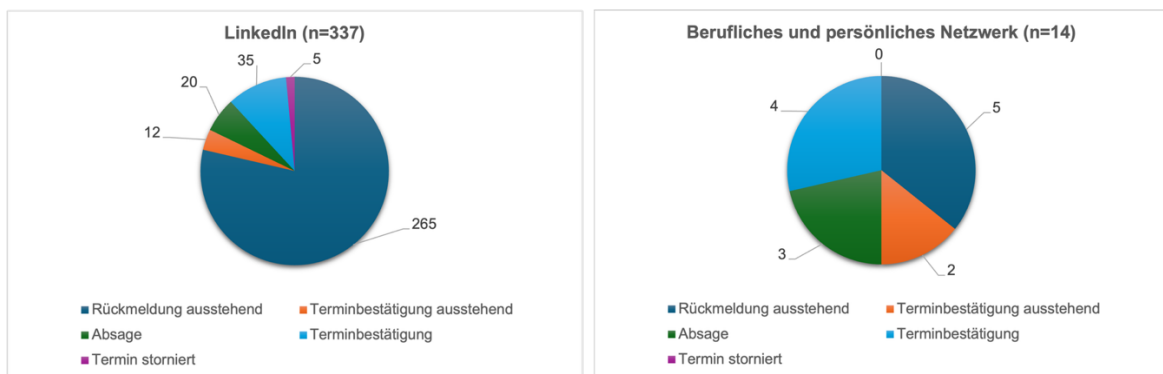 LinkedIn (n=337)
35
5
20
12
265
Rückmeldung ausstehend
Terminbestätigung ausstehend
Absage
Terminbestätigung
Termin storniert
Berufliches und persönliches Netzwerk (n=14)
0
4
5
3
2
Rückmeldung ausstehend
Terminbestätigung ausstehend
Absage
Terminbestätigung
Termin storniert